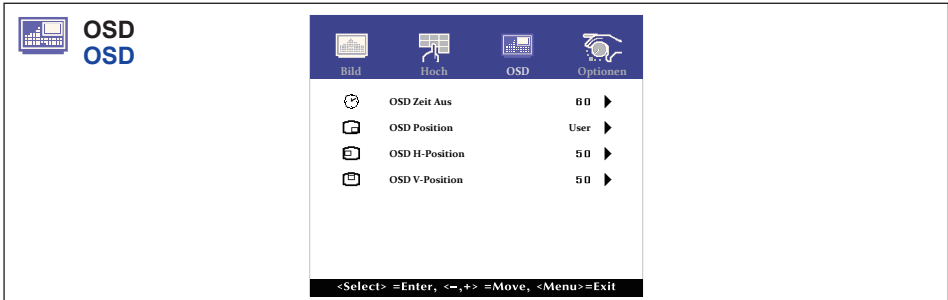 OSD
OSD
Bild Hoch OSD Optionen
OSD Zeit Aus 60
OSD Position User
OSD H-Position 50
OSD V-Position 50
<Select> =Enter, <−,+> =Move, <Menu>=Exit